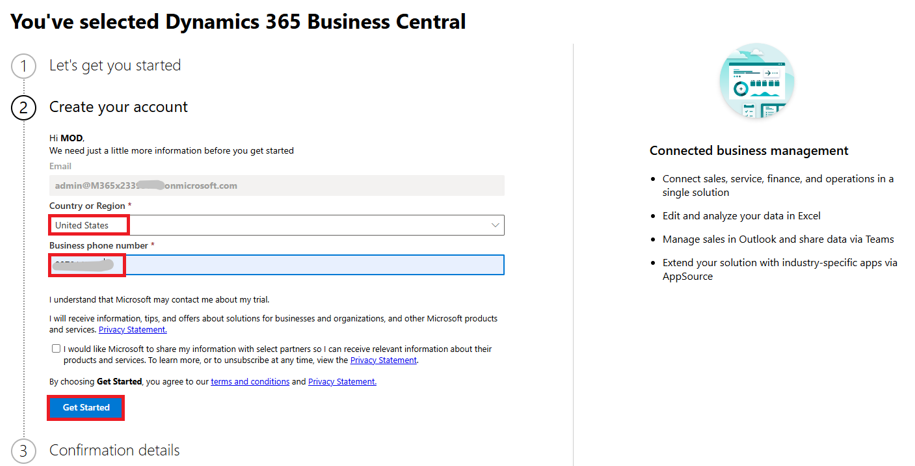 You've selected Dynamics 365 Business Central
1 Let's get you started
2 Create your account
Hi MOD,
We need just a little more information before you get started
Email
admin@M365x233 onmicrosoft.com
Country or Region *
United States
Business phone number *
I understand that Microsoft may contact me about my trial.
I will receive information, tips, and offers about solutions for businesses and organizations, and other Microsoft products
and services. Privacy Statement.
I would like Microsoft to share my information with select partners so I can receive relevant information about their
products and services. To learn more, or to unsubscribe at any time, view the Privacy Statement.
By choosing Get Started, you agree to our terms and conditions and Privacy Statement.
Get Started
3 Confirmation details
Connected business management
• Connect sales, service, finance, and operations in a
single solution
• Edit and analyze your data in Excel
• Manage sales in Outlook and share data via Teams
• Extend your solution with industry-specific apps via
AppSource